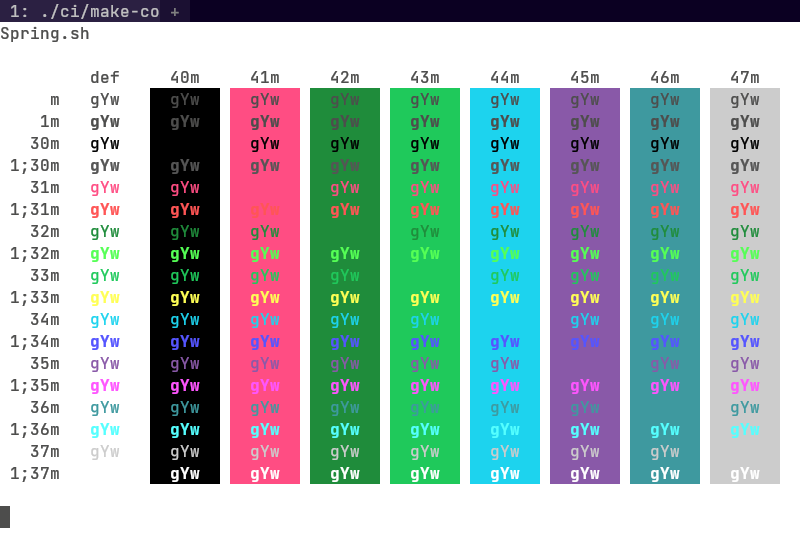 1: ./ci/make-co +
Spring.sh
def 40m 41m 42m 43m 44m 45m 46m 47m
m gYw gYw gYw gYw gYw gYw gYw gYw gYw
1m gYw gYw gYw gYw gYw gYw gYw gYw gYw
30m gYw gYw gYw gYw gYw gYw gYw gYw
1;30m gYw gYw gYw gYw gYw gYw gYw gYw gYw
31m gYw gYw gYw gYw gYw gYw gYw gYw
1;31m gYw gYw gYw gYw gYw gYw gYw gYw gYw
32m gYw gYw gYw gYw gYw gYw gYw gYw
1;32m gYw gYw gYw gYw gYw gYw gYw gYw gYw
33m gYw gYw gYw gYw gYw gYw gYw gYw
1;33m gYw gYw gYw gYw gYw gYw gYw gYw gYw
34m gYw gYw gYw gYw gYw gYw gYw gYw
1;34m gYw gYw gYw gYw gYw gYw gYw gYw gYw
35m gYw gYw gYw gYw gYw gYw gYw gYw
1;35m gYw gYw gYw gYw gYw gYw gYw gYw gYw
36m gYw gYw gYw gYw gYw gYw gYw gYw
1;36m gYw gYw gYw gYw gYw gYw gYw gYw gYw
37m gYw gYw gYw gYw gYw gYw gYw gYw
1;37m gYw gYw gYw gYw gYw gYw gYw gYw